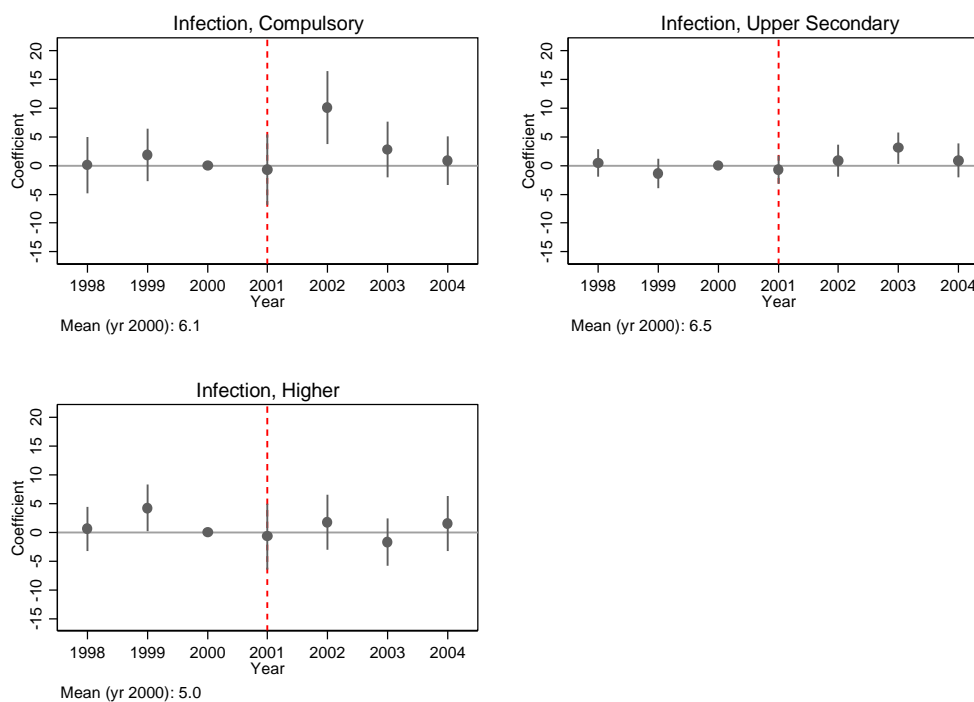 Infection, Compulsory
Coefficient
20
15
10
5
0
-5
-10
-15
1998 1999 2000 2001 2002 2003 2004
Year
Mean (yr 2000): 6.1
Infection, Upper Secondary
Coefficient
20
15
10
5
0
-5
-10
-15
1998 1999 2000 2001 2002 2003 2004
Year
Mean (yr 2000): 6.5
Infection, Higher
Coefficient
20
15
10
5
0
-5
-10
-15
1998 1999 2000 2001 2002 2003 2004
Year
Mean (yr 2000): 5.0